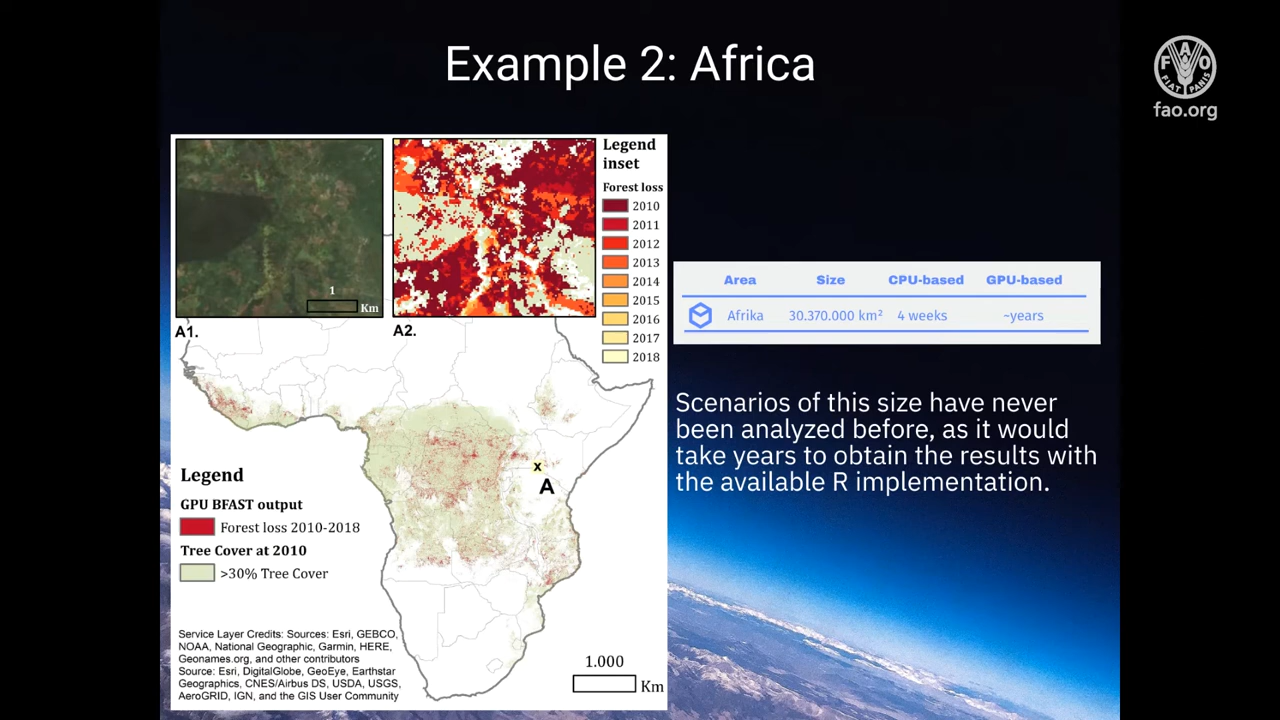 Example 2: Africa
F A O
FIAT PANIS
fao.org
Legend
inset
Forest loss
2010
2011
2012
2013
2014
2015
2016
2017
2018
1
Km
A1.
A2.
A
x
Legend
GPU BFAST output
Forest loss 2010-2018
Tree Cover at 2010
>30% Tree Cover
Service Layer Credits: Sources: Esri, GEBCO,
NOAA, National Geographic, Garmin, HERE,
Geonames.org, and other contributors
Source: Esri, DigitalGlobe, GeoEye, Earthstar
Geographics, CNES/Airbus DS, USDA, USGS,
AeroGRID, IGN, and the GIS User Community
1.000
Km
Area Size CPU-based GPU-based
Afrika 30.370.000 km² 4 weeks ~years
Scenarios of this size have never
been analyzed before, as it would
take years to obtain the results with
the available R implementation.